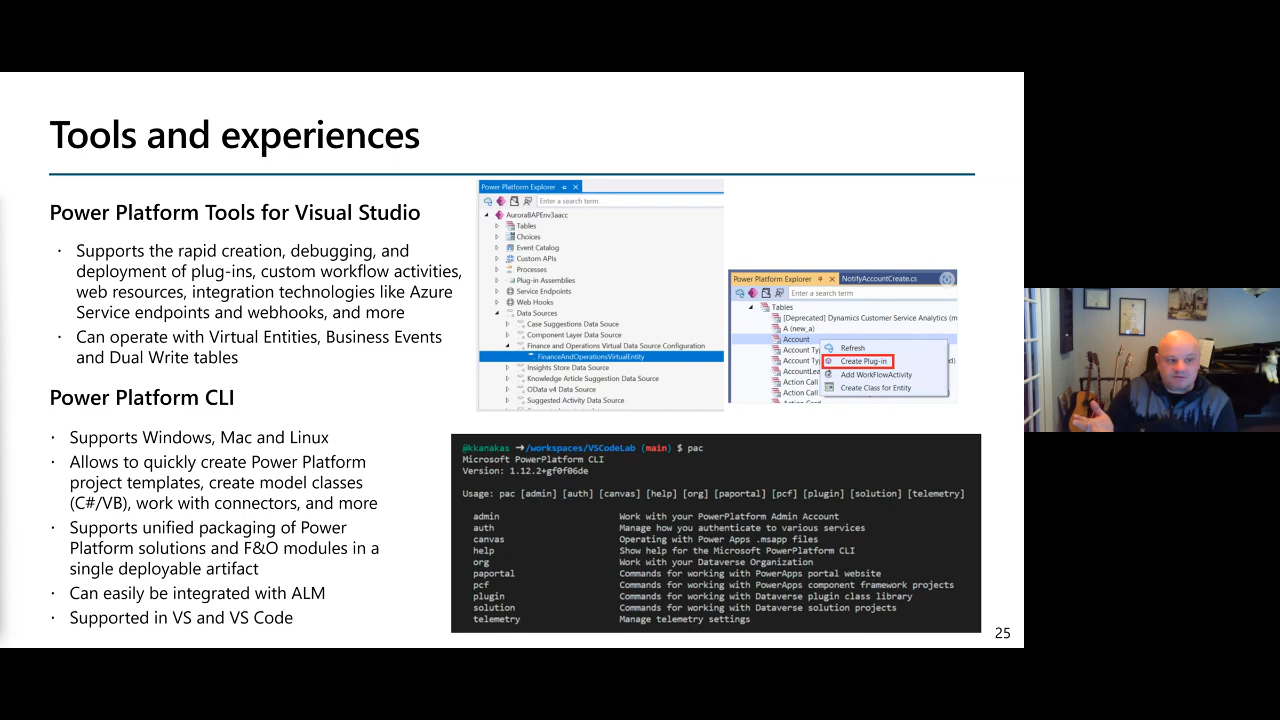 Tools and experiences
Power Platform Tools for Visual Studio
· Supports the rapid creation, debugging, and
deployment of plug-ins, custom workflow activities,
web resources, integration technologies like Azure
Service endpoints and webhooks, and more
· Can operate with Virtual Entities, Business Events
and Dual Write tables
Power Platform CLI
· Supports Windows, Mac and Linux
· Allows to quickly create Power Platform
project templates, create model classes
(C#/VB), work with connectors, and more
· Supports unified packaging of Power
Platform solutions and F&O modules in a
single deployable artifact
· Can easily be integrated with ALM
· Supported in VS and VS Code
Power Platform Explorer
Enter a search term
AuroraBAPEnv3aacc
Tables
Choices
Event Catalog
Custom APIs
Processes
Plug-in Assemblies
Service Endpoints
Web Hooks
Data Sources
Case Suggestions Data Souce
Component Layer Data Source
Finance and Operations Virtual Data Source Configuration
FinanceAndOperationsVirtualEntity
Insights Store Data Source
Knowledge Article Suggestion Data Source
OData v4 Data Source
Suggested Activity Data Source
Power Platform Explorer NotifyAccountCreate.cs
Enter a search term
Tables
[Deprecated] Dynamics Customer Service Analytics (m
A (new_a)
Account
Account Ty
Account Typ
AccountLea
Action Call
Action Call
Action Card
Refresh
Create Plug-in
Add WorkFlowActivity
Create Class for Entity
@kkanakas ➜/workspaces/VSCodeLab (main) $ pac
Microsoft PowerPlatform CLI
Version: 1.12.2+gf0f06de
Usage: pac [admin] [auth] [canvas] [help] [org] [paportal] [pcf] [plugin] [solution] [telemetry]
admin Work with your PowerPlatform Admin Account
auth Manage how you authenticate to various services
canvas Operating with Power Apps .msapp files
help Show help for the Microsoft PowerPlatform CLI
org Work with your Dataverse Organization
paportal Commands for working with PowerApps portal website
pcf Commands for working with PowerApps component framework projects
plugin Commands for working with Dataverse plugin class library
solution Commands for working with Dataverse solution projects
telemetry Manage telemetry settings
25